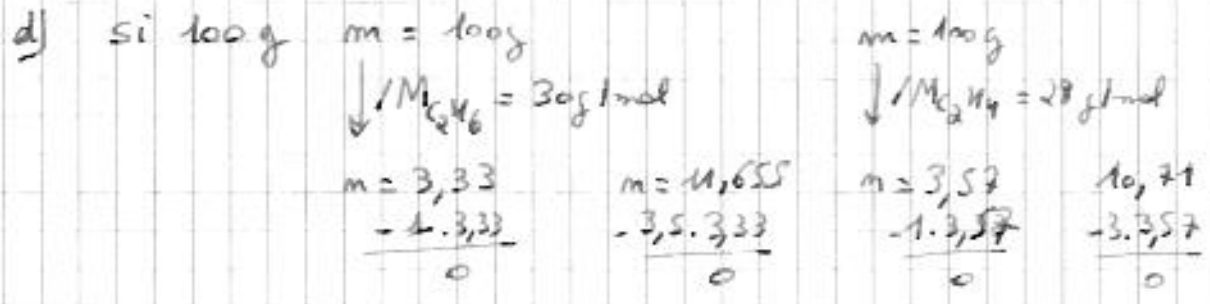 d) si 100 g m = 100g m = 100g
↓ / M C₂H₆ = 30g/mol ↓ / M C₂H₄ = 28 g/mol
n = 3,33 n = 11,655 n = 3,57 10,71
- 1.3,33 - 3,5.3,33 - 1.3,57 - 3.3,57
0 0 0 0